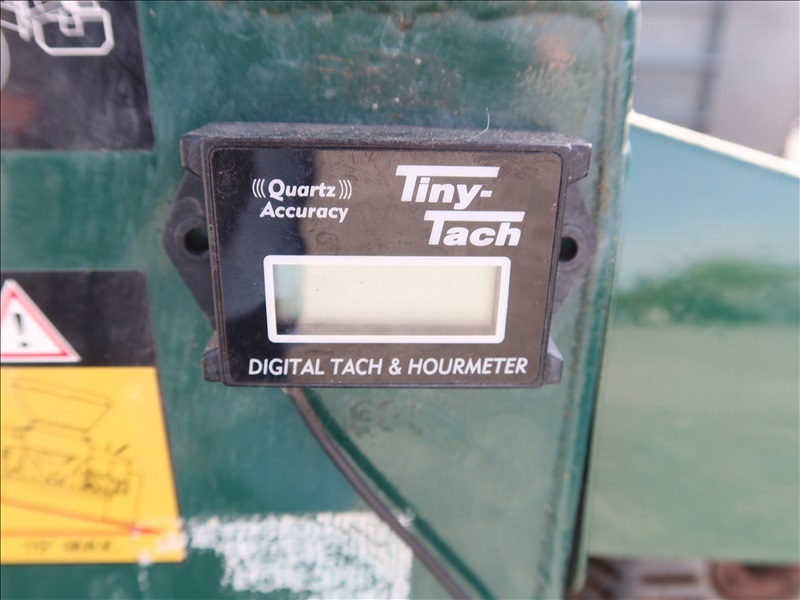 Quartz
Accuracy
Tiny-
Tach
DIGITAL TACH & HOURMETER